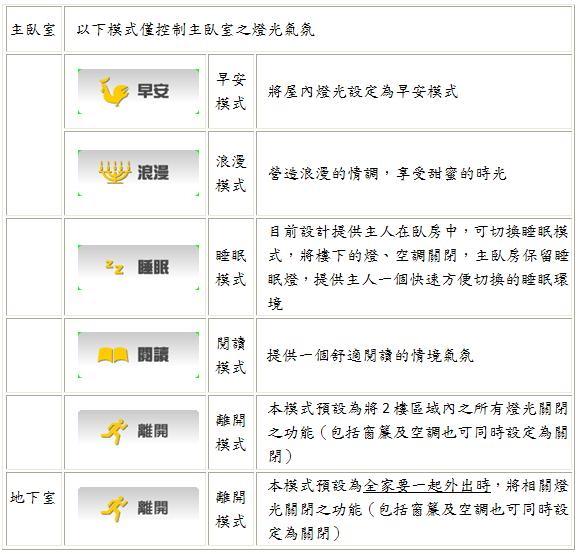 主臥室
以下模式僅控制主臥室之燈光氣氛
早安
早安
模式
將屋內燈光設定為早安模式
浪漫
浪漫
模式
營造浪漫的情調，享受甜蜜的時光
睡眠
睡眠
模式
目前設計提供主人在臥房中，可切換睡眠模
式，將樓下的燈、空調關閉，主臥房保留睡
眠燈，提供主人一個快速方便切換的睡眠環
境
閱讀
閱讀
模式
提供一個舒適閱讀的情境氣氛
離開
離開
模式
本模式預設為將2樓區域內之所有燈光關閉
之功能（包括窗簾及空調也可同時設定為關
閉）
地下室
離開
離開
模式
本模式預設為全家要一起外出時，將相關燈
光關閉之功能（包括窗簾及空調也可同時設
定為關閉）